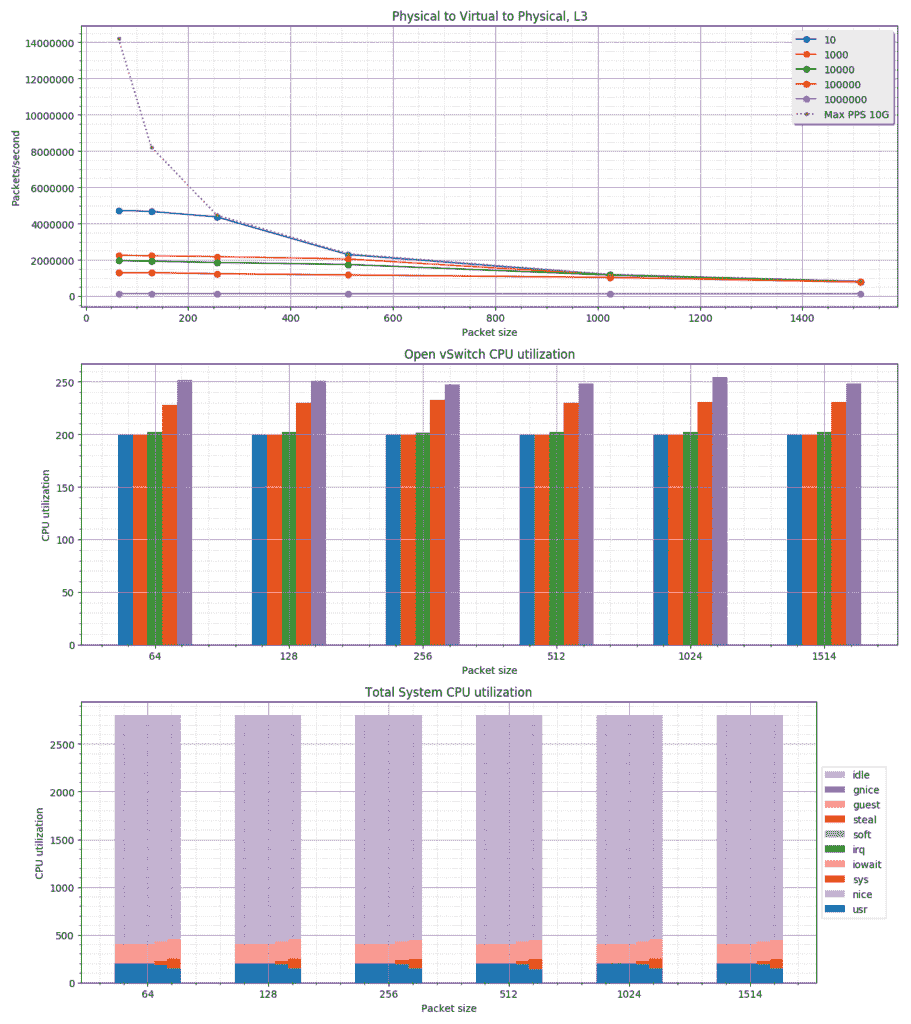 Physical to Virtual to Physical, L3
14000000
12000000
10000000
8000000
6000000
4000000
2000000
0
Packets/second
10
1000
10000
100000
1000000
Max PPS 10G
0 200 400 600 800 1000 1200 1400
Packet size
Open vSwitch CPU utilization
250
200
150
100
50
0
CPU utilization
64 128 256 512 1024 1514
Packet size
Total System CPU utilization
2500
2000
1500
1000
500
0
CPU utilization
idle
gnice
guest
steal
soft
irq
iowait
sys
nice
usr
64 128 256 512 1024 1514
Packet size